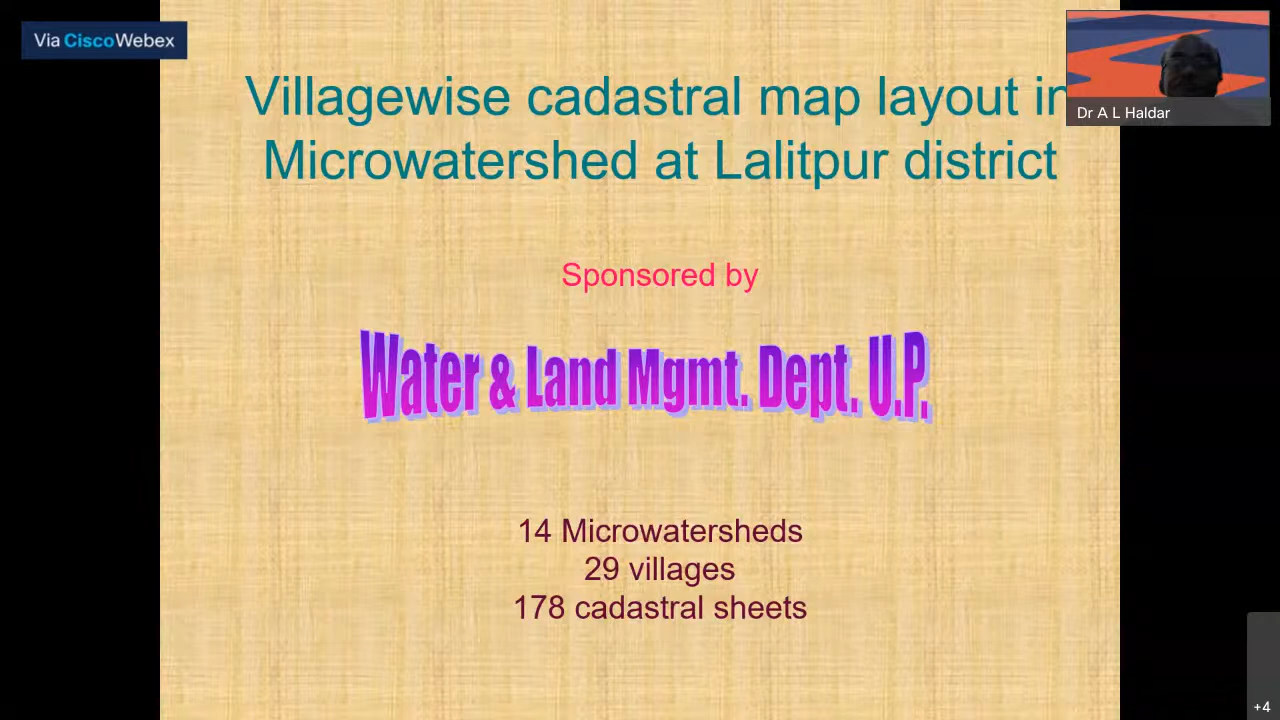 Via CiscoWebex
Villagewise cadastral map layout in
Microwatershed at Lalitpur district
Dr A L Haldar
Sponsored by
Water & Land Mgmt. Dept. U.P.
14 Microwatersheds
29 villages
178 cadastral sheets
+4